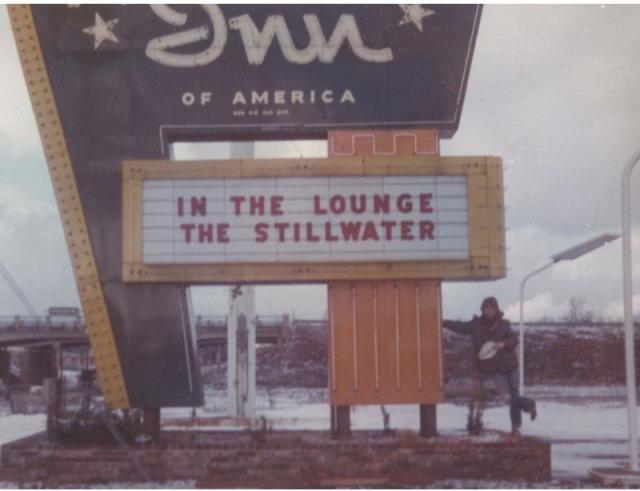 Inn
OF AMERICA
IN THE LOUNGE
THE STILLWATER